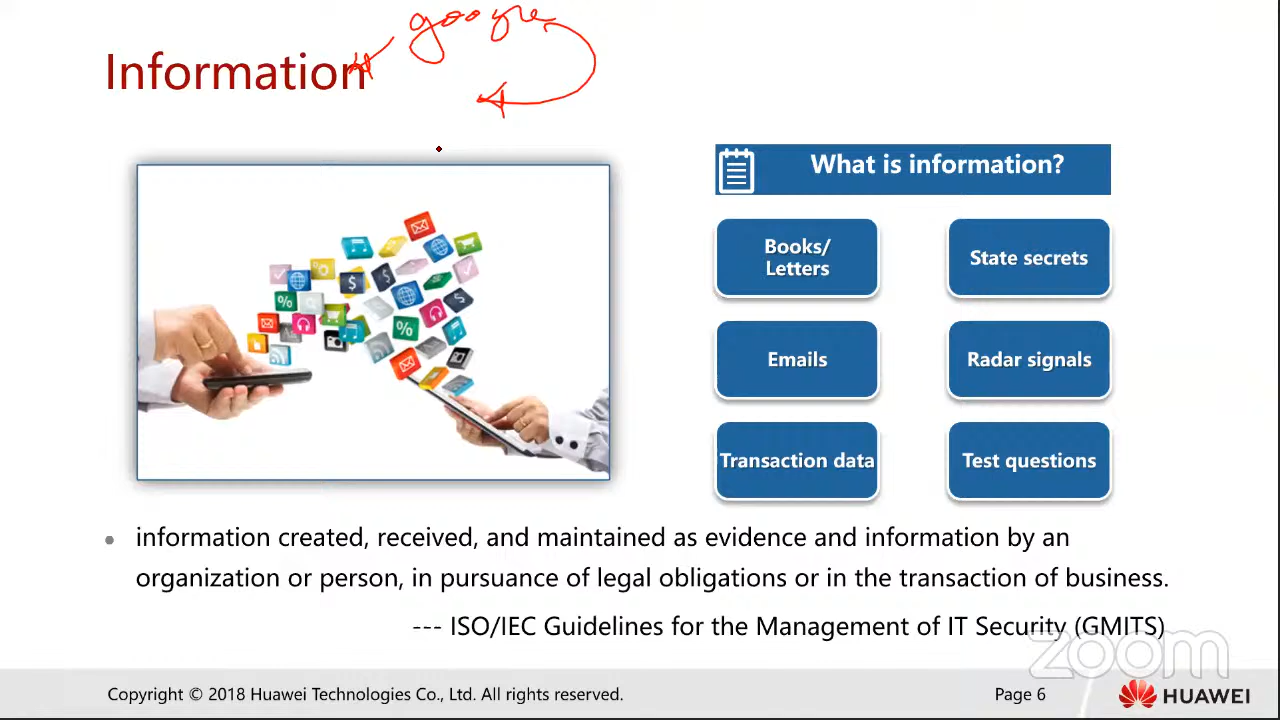 google
Information
What is information?
Books/
Letters
State secrets
Emails
Radar signals
Transaction data
Test questions
information created, received, and maintained as evidence and information by an
organization or person, in pursuance of legal obligations or in the transaction of business.
--- ISO/IEC Guidelines for the Management of IT Security (GMITS)
zoom
Copyright © 2018 Huawei Technologies Co., Ltd. All rights reserved.
Page 6
HUAWEI